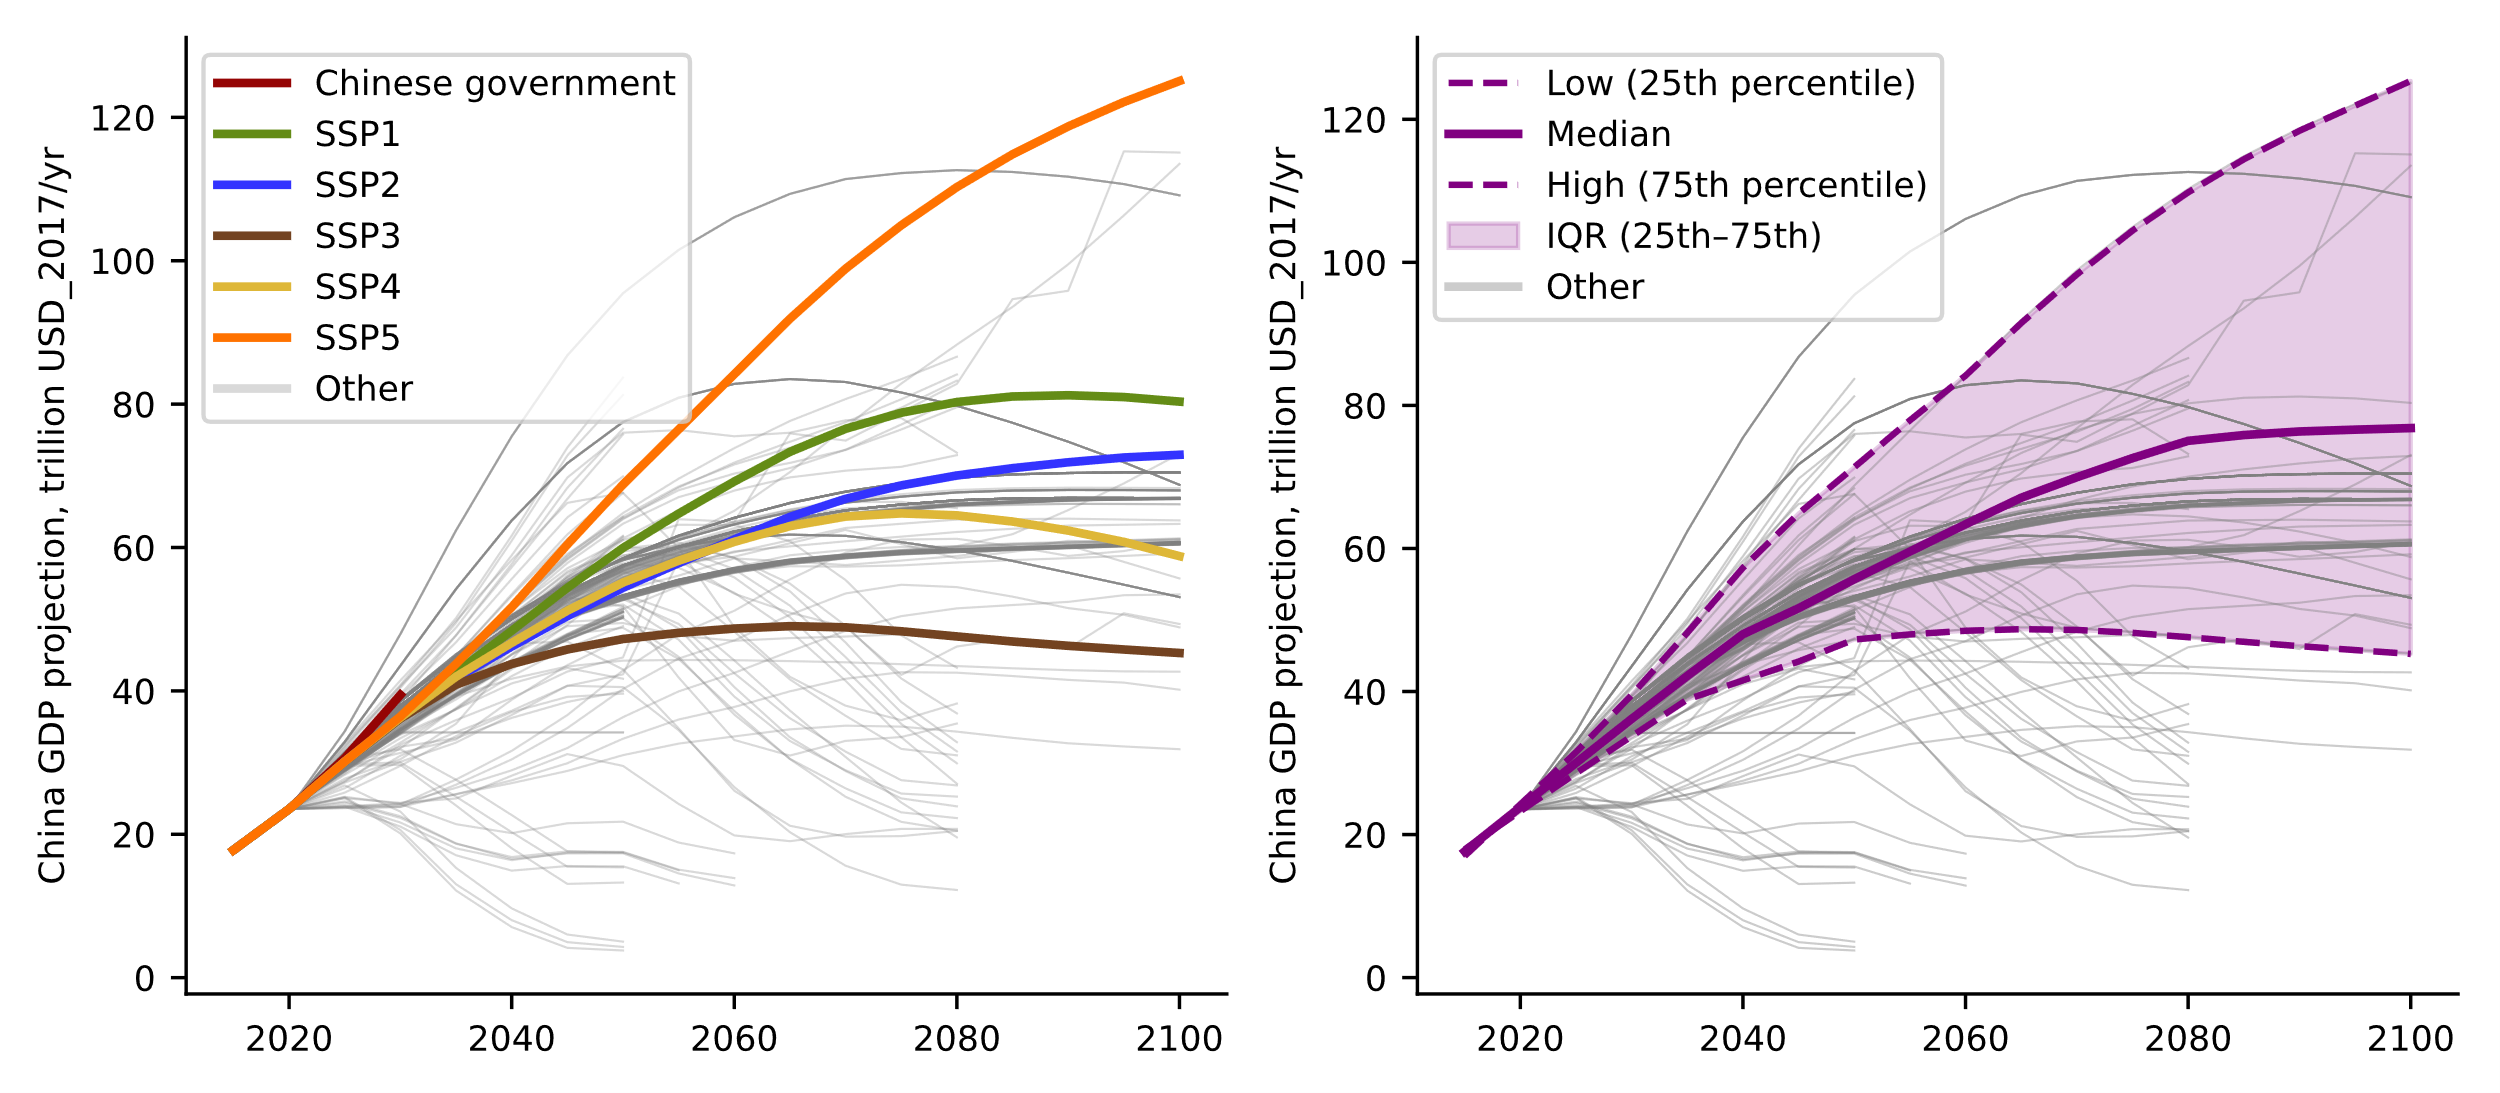 China GDP projection, trillion USD_2017/yr
120
100
80
60
40
20
0
2020 2040 2060 2080 2100
Chinese government
SSP1
SSP2
SSP3
SSP4
SSP5
Other
China GDP projection, trillion USD_2017/yr
120
100
80
60
40
20
0
2020 2040 2060 2080 2100
Low (25th percentile)
Median
High (75th percentile)
IQR (25th–75th)
Other